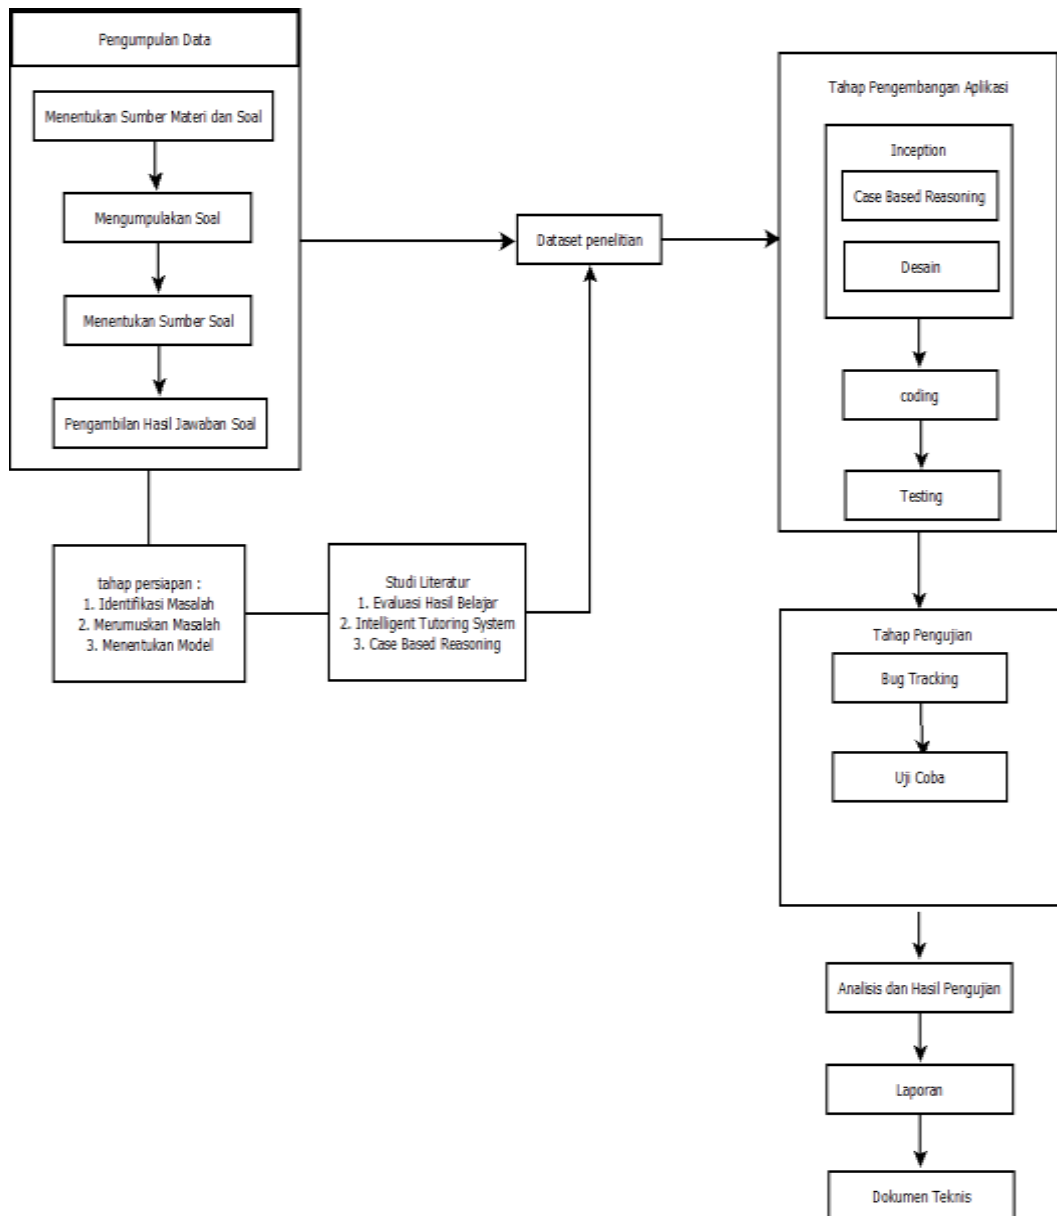 Pengumpulan Data
Menentukan Sumber Materi dan Soal
Mengumpulakan Soal
Menentukan Sumber Soal
Pengambilan Hasil Jawaban Soal
tahap persiapan :
1. Identifikasi Masalah
2. Merumuskan Masalah
3. Menentukan Model
Studi Literatur
1. Evaluasi Hasil Belajar
2. Intelligent Tutoring System
3. Case Based Reasoning
Dataset penelitian
Tahap Pengembangan Aplikasi
Inception
Case Based Reasoning
Desain
coding
Testing
Tahap Pengujian
Bug Tracking
Uji Coba
Analisis dan Hasil Pengujian
Laporan
Dokumen Teknis